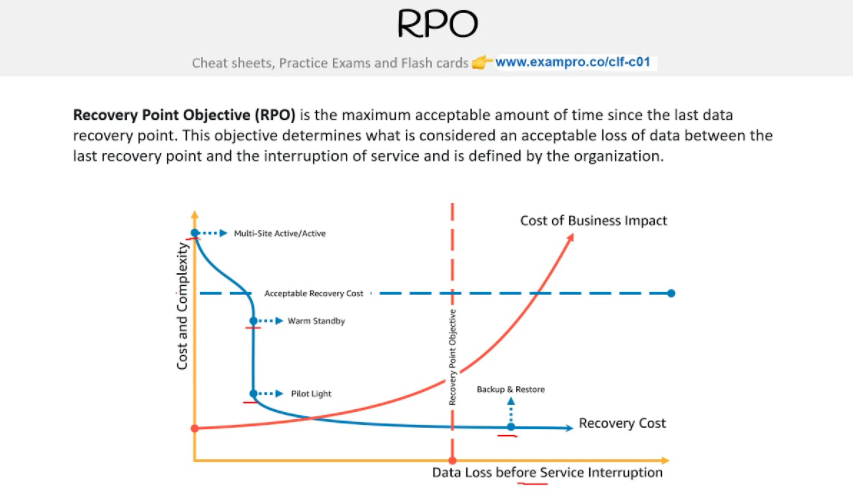 RPO
Cheat sheets, Practice Exams and Flash cards 👉 www.exampro.co/clf-c01
Recovery Point Objective (RPO) is the maximum acceptable amount of time since the last data
recovery point. This objective determines what is considered an acceptable loss of data between the
last recovery point and the interruption of service and is defined by the organization.
Cost of Business Impact
Multi-Site Active/Active
Cost and Complexity
Acceptable Recovery Cost
Warm Standby
Recovery Point Objective
Pilot Light
Backup & Restore
Recovery Cost
Data Loss before Service Interruption